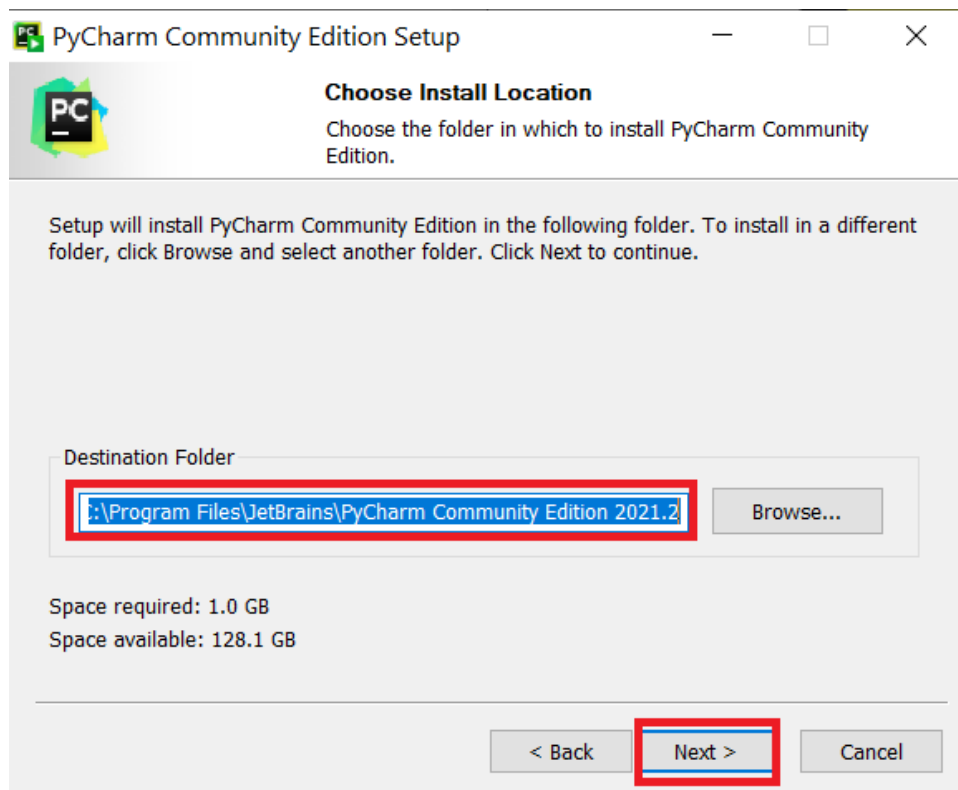 PyCharm Community Edition Setup
PC
Choose Install Location
Choose the folder in which to install PyCharm Community
Edition.
Setup will install PyCharm Community Edition in the following folder. To install in a different
folder, click Browse and select another folder. Click Next to continue.
Destination Folder
:\Program Files\JetBrains\PyCharm Community Edition 2021.2
Browse...
Space required: 1.0 GB
Space available: 128.1 GB
< Back
Next >
Cancel